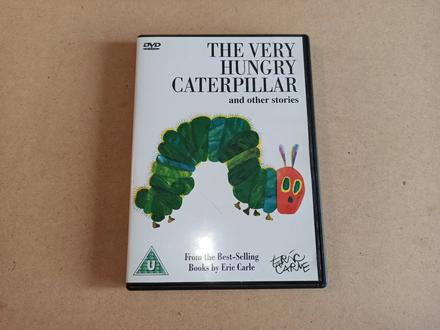 DVD
THE VERY
HUNGRY
CATERPILLAR
and other stories
From the Best-Selling
Books by Eric Carle
U
ERIC
CARLE